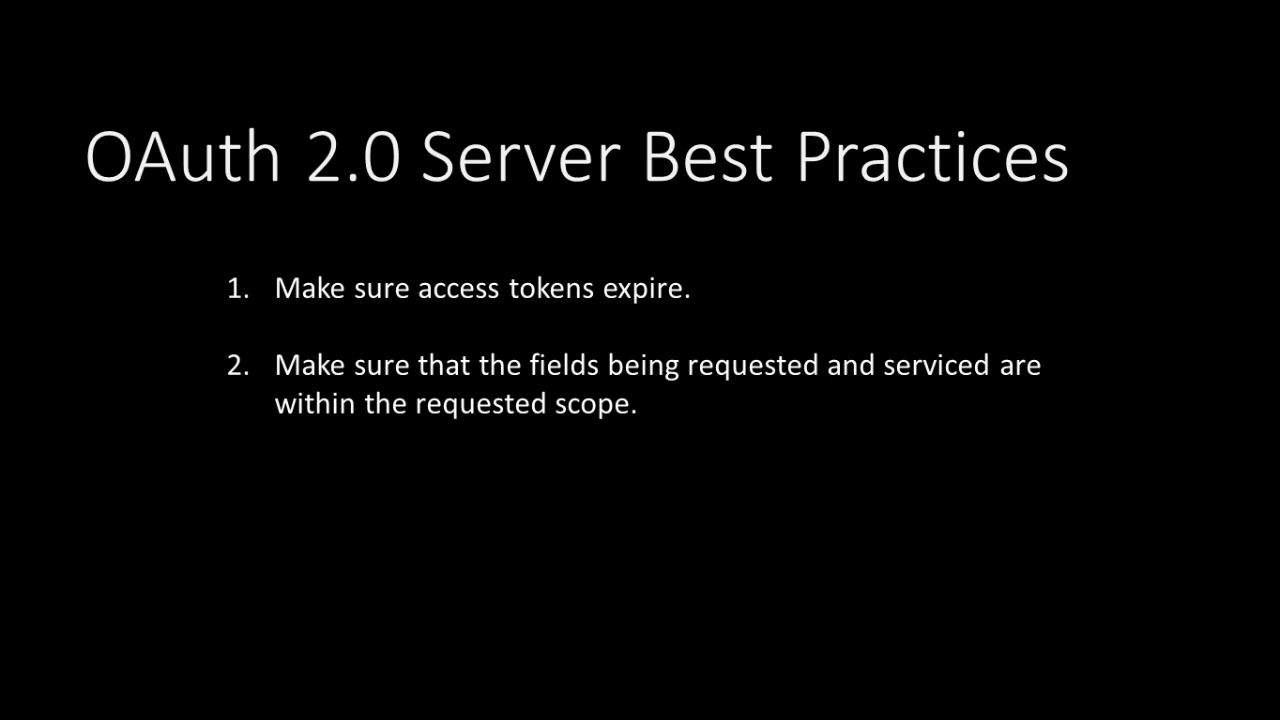 OAuth 2.0 Server Best Practices
1. Make sure access tokens expire.
2. Make sure that the fields being requested and serviced are
within the requested scope.